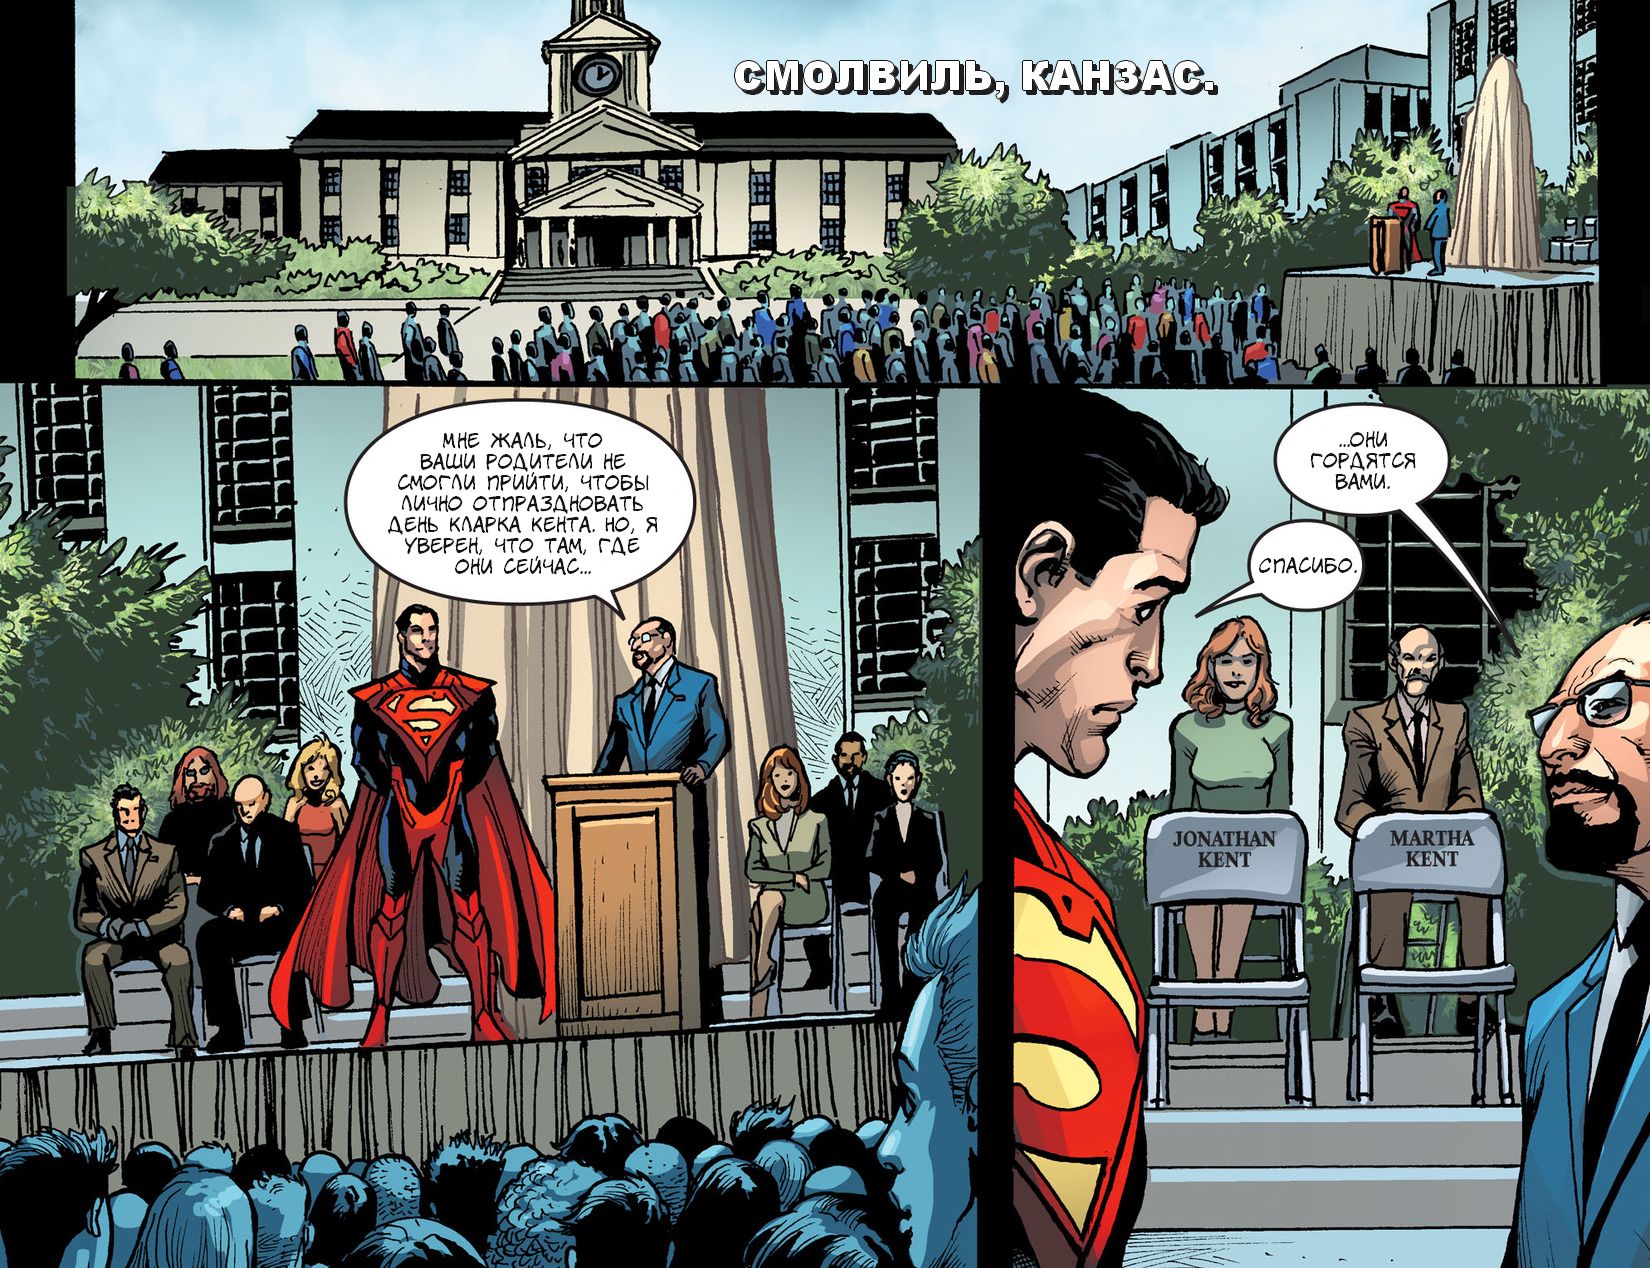 СМОЛВИЛЬ, КАНЗАС.
МНЕ ЖАЛЬ, ЧТО
ВАШИ РОДИТЕЛИ НЕ
СМОГЛИ ПРИЙТИ, ЧТОБЫ
ЛИЧНО ОТПРАЗДНОВАТЬ
ДЕНЬ КЛАРКА КЕНТА. НО, Я
УВЕРЕН, ЧТО ТАМ, ГДЕ
ОНИ СЕЙЧАС...
...ОНИ
ГОРДЯТСЯ
ВАМИ.
СПАСИБО.
JONATHAN
KENT
MARTHA
KENT